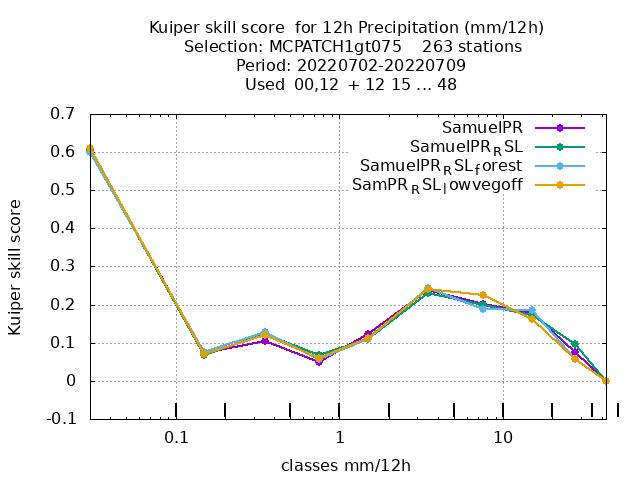 Kuiper skill score  for 12h Precipitation (mm/12h)
Selection: MCPATCH1gt075    263 stations
Period: 20220702-20220709
Used  00,12  + 12 15 ... 48
0.7
0.6
0.5
0.4
0.3
0.2
0.1
0
-0.1
Kuiper skill score
SamuelPR
SamuelPR_RSL
SamuelPR_RSL_forest
SamPR_RSL_lowvegoff
0.1
1
10
classes mm/12h